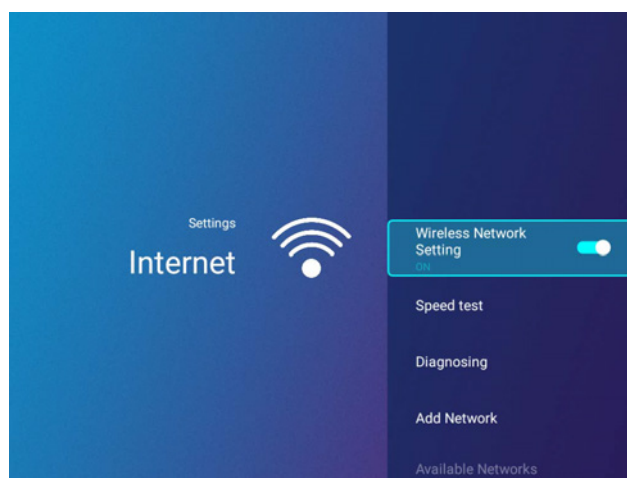 Settings
Internet
Wireless Network
Setting
ON
Speed test
Diagnosing
Add Network
Available Networks